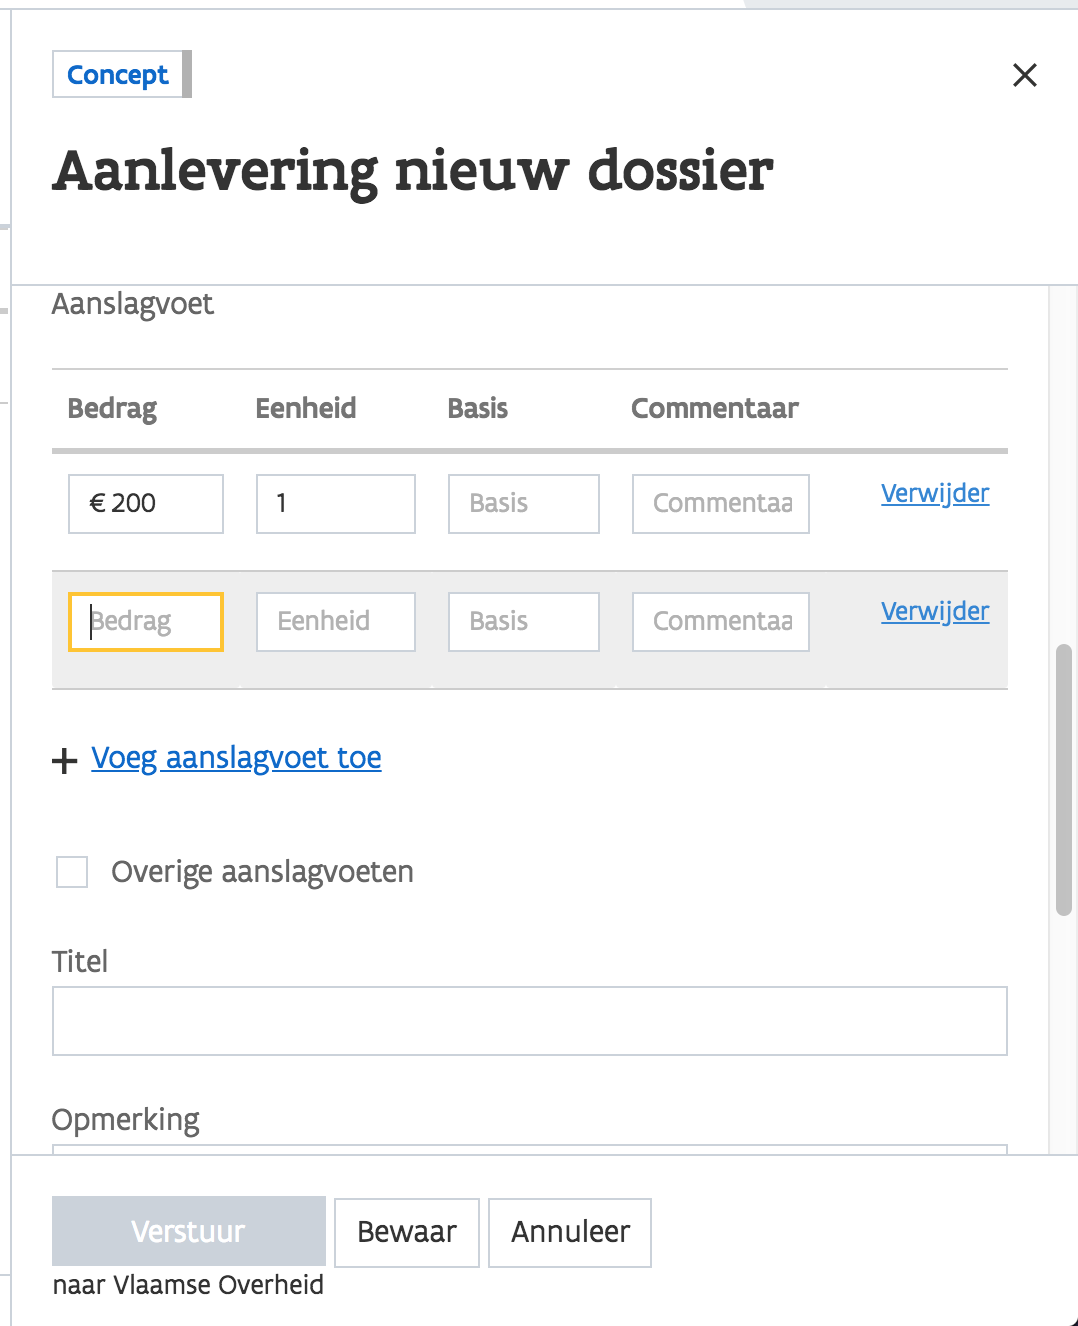 Concept
Aanlevering nieuw dossier
Aanslagvoet
Bedrag Eenheid Basis Commentaar
€ 200 1 Basis Commentaa Verwijder
Bedrag Eenheid Basis Commentaa Verwijder
+ Voeg aanslagvoet toe
Overige aanslagvoeten
Titel
Opmerking
Verstuur Bewaar Annuleer
naar Vlaamse Overheid